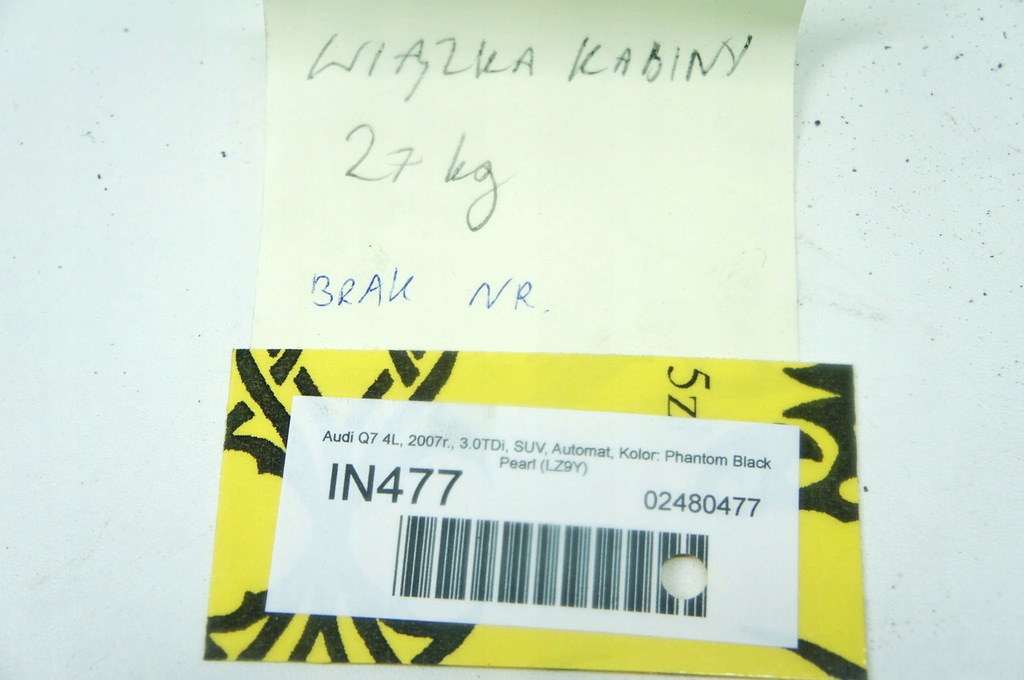 WIĄZKA KABINY
27 kg
BRAK NR.
5z
Audi Q7 4L, 2007r., 3.0TDi, SUV, Automat, Kolor: Phantom Black
Pearl (LZ9Y)
IN477
02480477